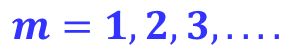 m = 1, 2, 3, ....